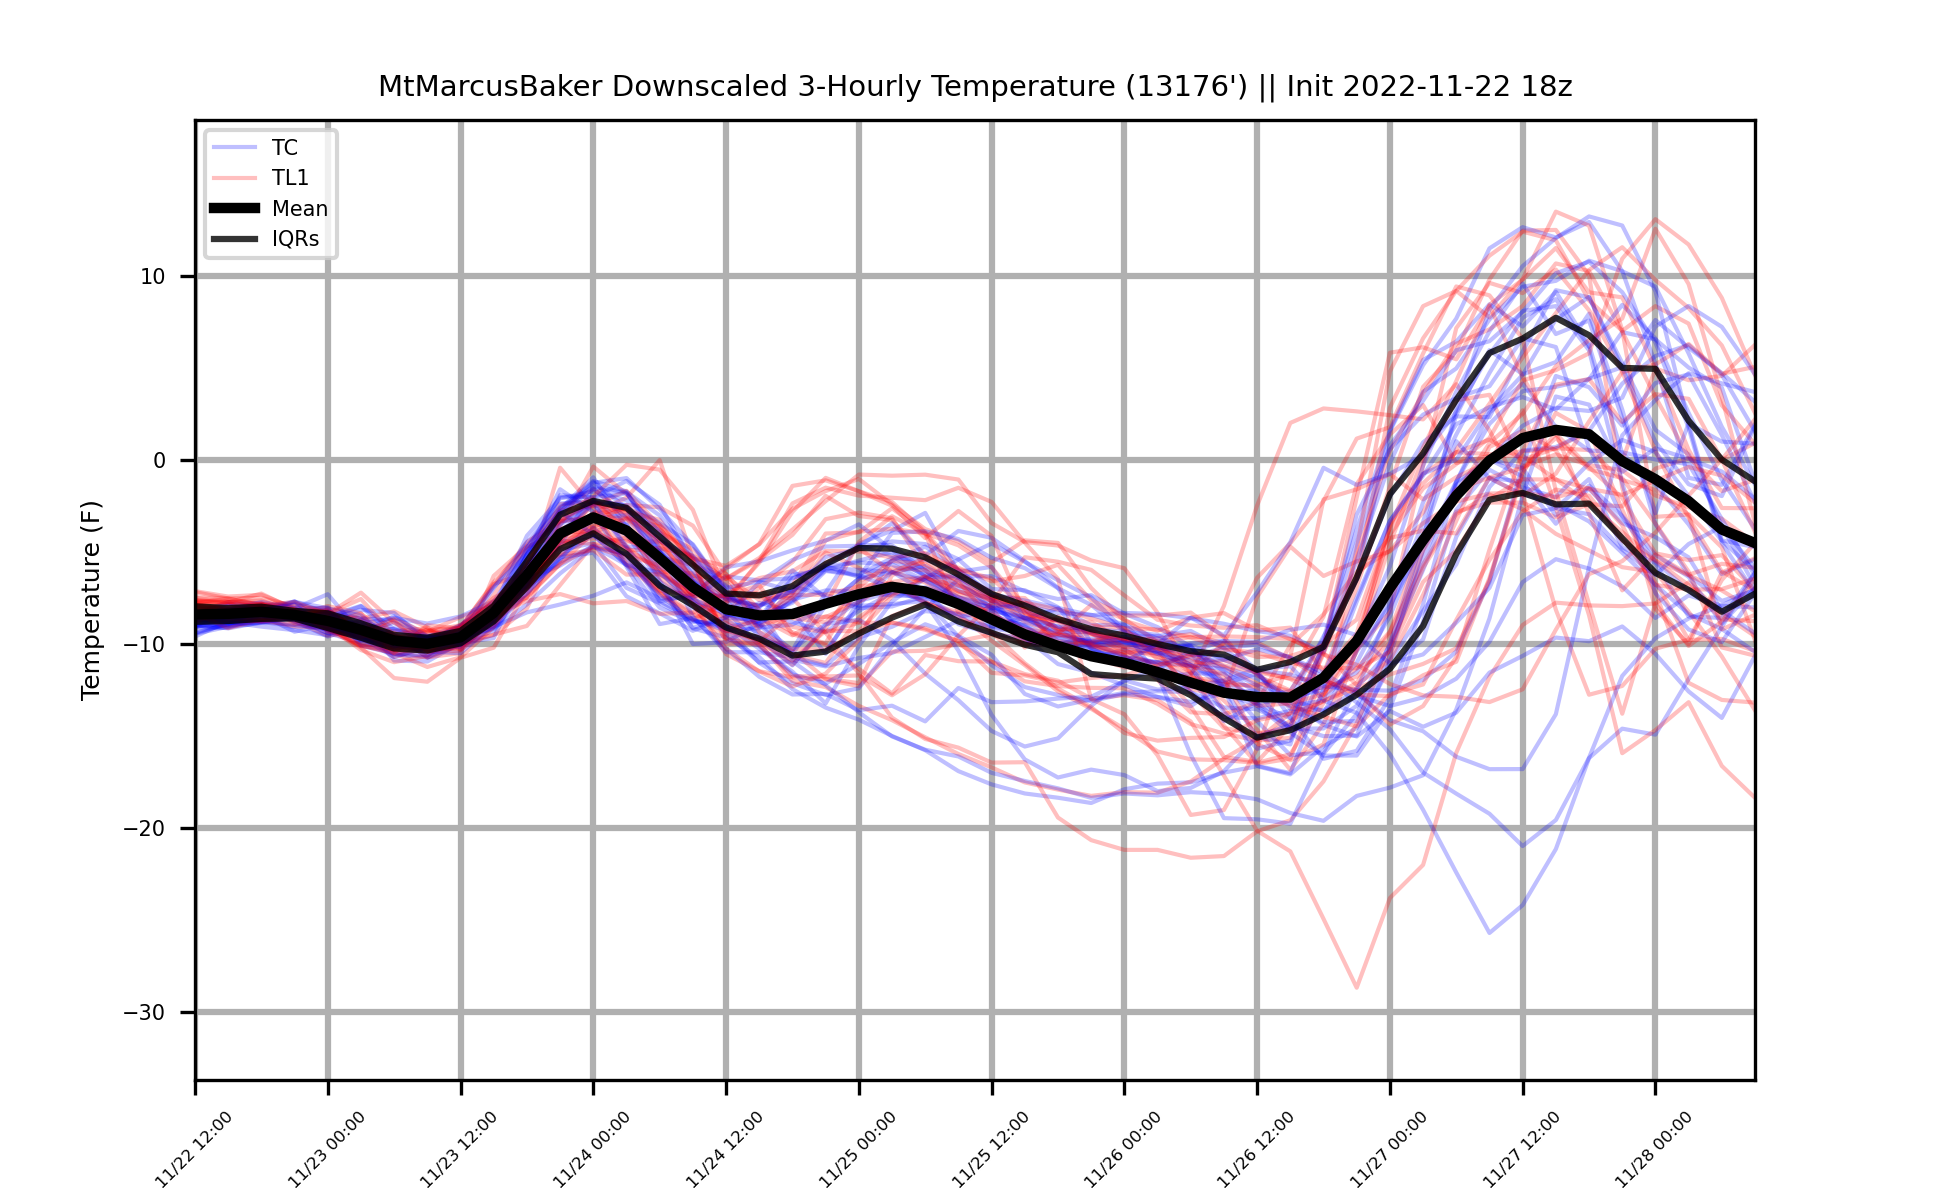 MtMarcusBaker Downscaled 3-Hourly Temperature (13176') || Init 2022-11-22 18z
TC
TL1
Mean
IQRs
Temperature (F)
10
0
−10
−20
−30
11/22 12:00
11/23 00:00
11/23 12:00
11/24 00:00
11/24 12:00
11/25 00:00
11/25 12:00
11/26 00:00
11/26 12:00
11/27 00:00
11/27 12:00
11/28 00:00